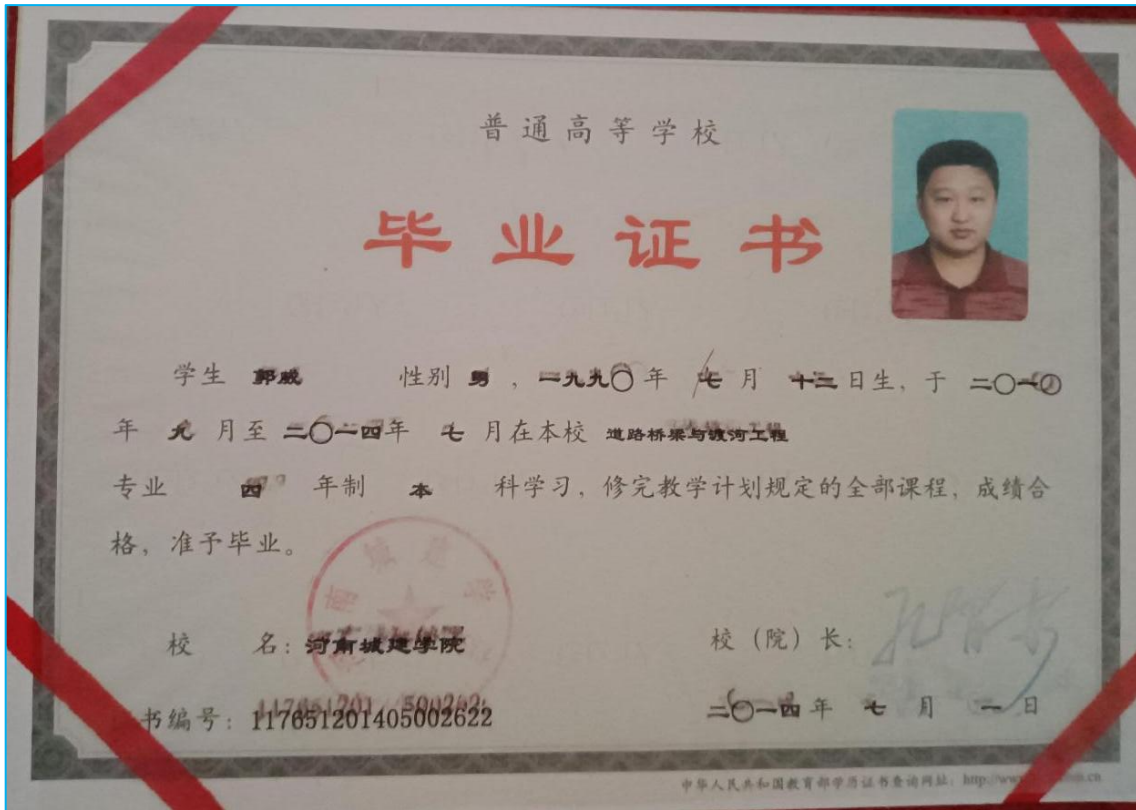 普通高等学校
毕业证书
学生 郭威 性别 男，一九九〇年 七 月 十二 日生，于 二〇一〇
年 九 月至 二〇一四年 七 月在本校 道路桥梁与渡河工程
专业 四 年制 本 科学习，修完教学计划规定的全部课程，成绩合
格，准予毕业。
校 名：河南城建学院 校（院）长：
书编号：117651201405002622 二〇一四年 七 月 一 日
中华人民共和国教育部学历证书查询网址：http://www